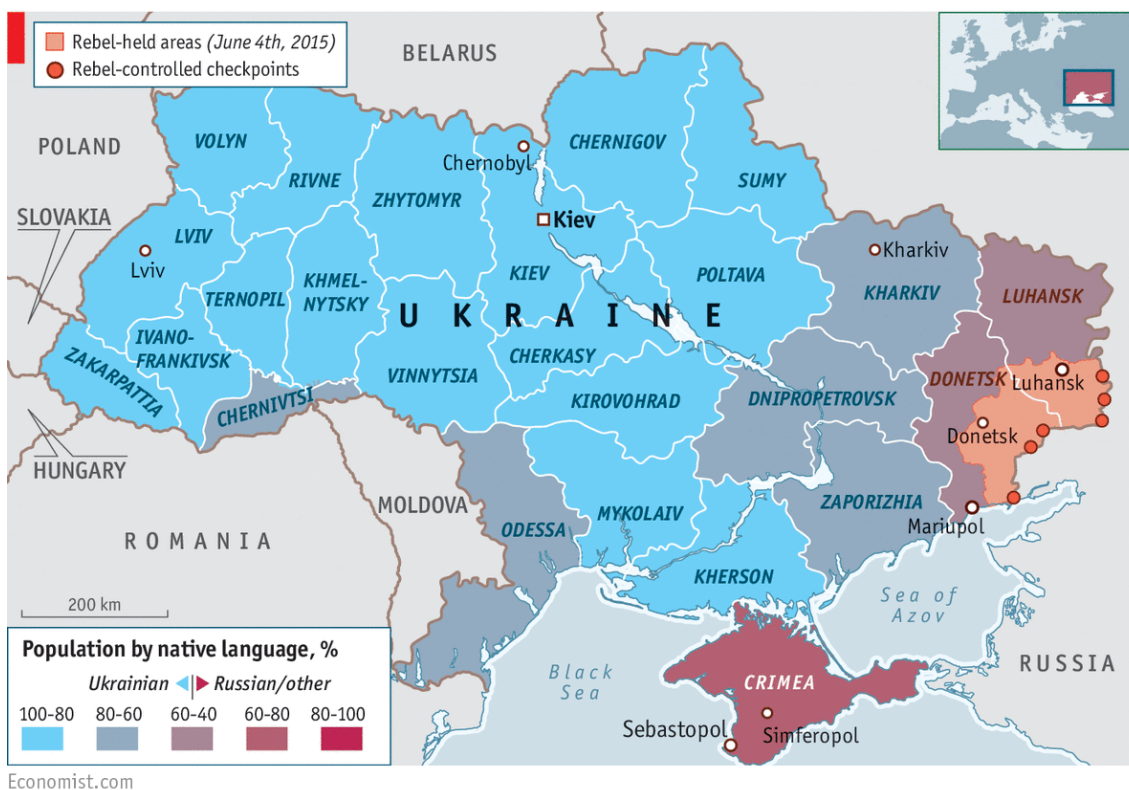 Rebel-held areas (June 4th, 2015)
Rebel-controlled checkpoints
BELARUS
POLAND
SLOVAKIA
HUNGARY
ROMANIA
MOLDOVA
RUSSIA
UKRAINE
VOLYN
RIVNE
ZHYTOMYR
Chernobyl
CHERNIGOV
SUMY
Kiev
LVIV
Lviv
TERNOPIL
KHMEL-
NYTSKY
KIEV
POLTAVA
Kharkiv
KHARKIV
LUHANSK
IVANO-
FRANKIVSK
ZAKARPATTIA
CHERNIVTSI
VINNYTSIA
CHERKASY
KIROVOHRAD
DNIPROPETROVSK
DONETSK
Luhansk
Donetsk
ODESSA
MYKOLAIV
ZAPORIZHIA
Mariupol
KHERSON
Sea of
Azov
Black
Sea
CRIMEA
Sebastopol
Simferopol
200 km
Population by native language, %
Ukrainian Russian/other
100-80 80-60 60-40 60-80 80-100
Economist.com